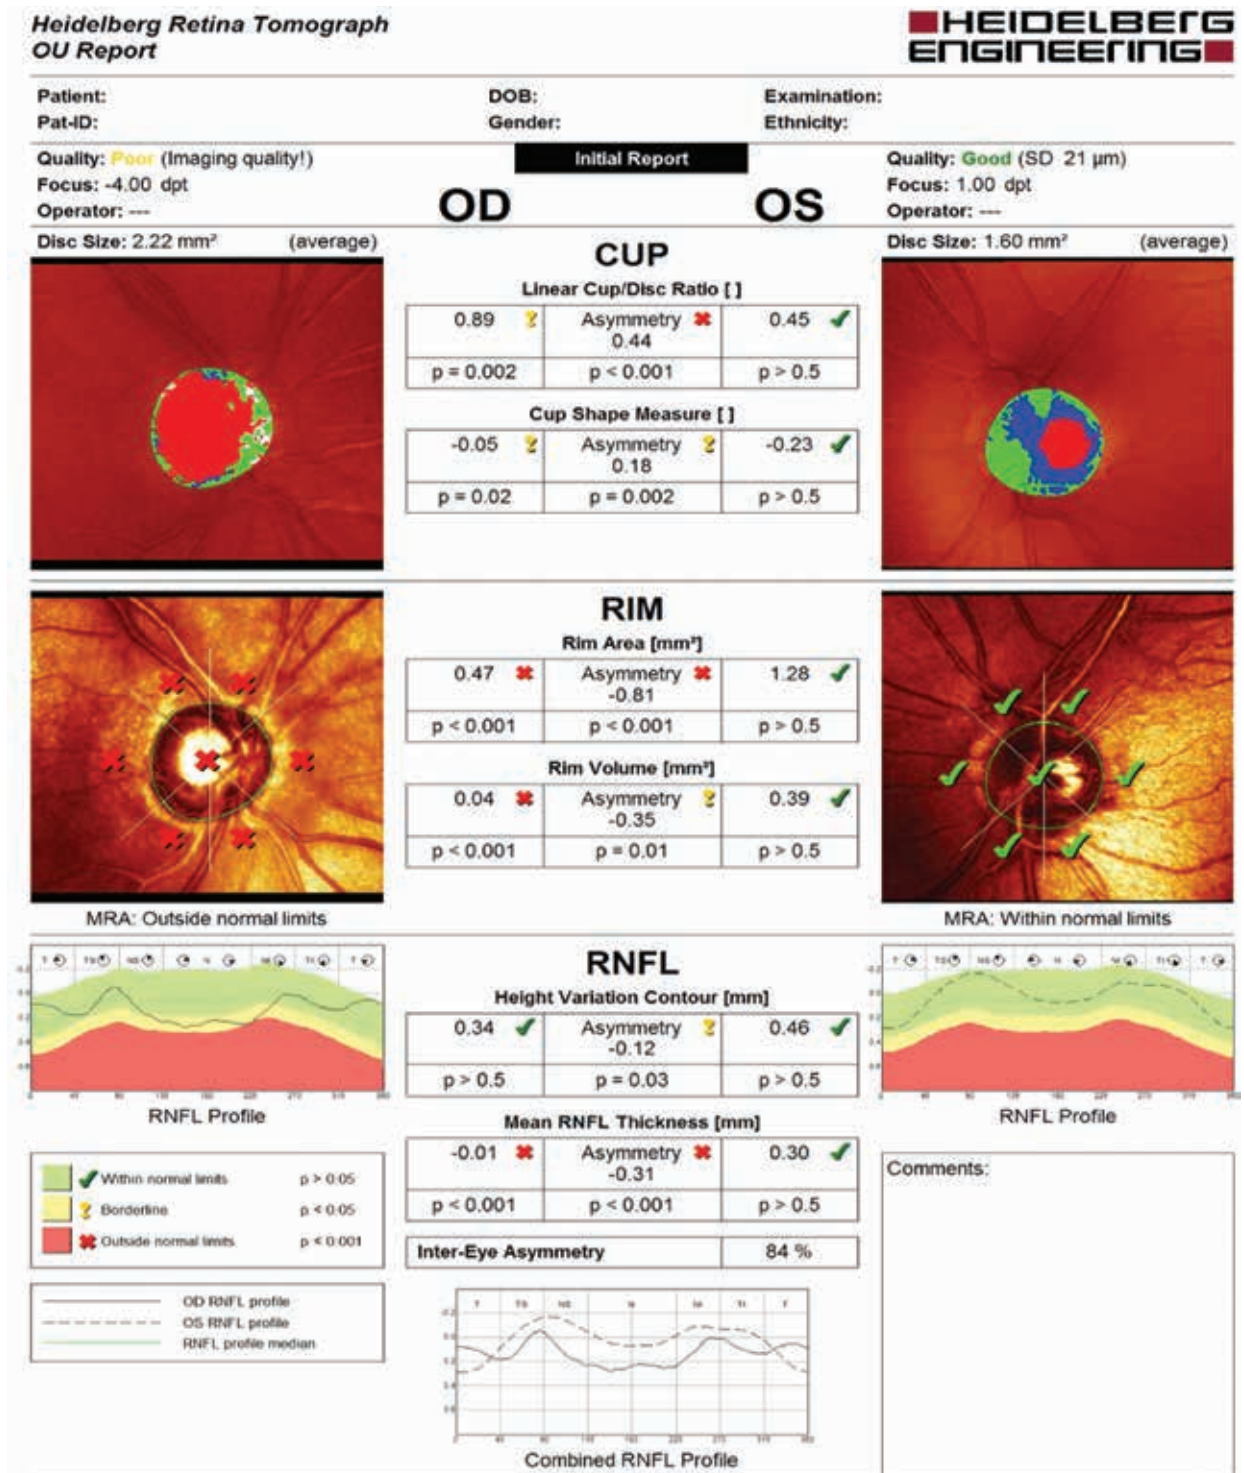 Heidelberg Retina Tomograph
OU Report
HEIDELBERG
ENGINEERING
Patient:
DOB:
Examination:
Pat-ID:
Gender:
Ethnicity:
Quality: Poor (Imaging quality!)
Initial Report
Quality: Good (SD 21 µm)
Focus: -4.00 dpt
Focus: 1.00 dpt
Operator: ---
OD
OS
Operator: ---
Disc Size: 2.22 mm² (average)
Disc Size: 1.60 mm² (average)
CUP
Linear Cup/Disc Ratio [ ]
0.89 Asymmetry 0.45
0.44
p = 0.002 p < 0.001 p > 0.5
Cup Shape Measure [ ]
-0.05 Asymmetry -0.23
0.18
p = 0.02 p = 0.002 p > 0.5
RIM
Rim Area [mm²]
0.47 Asymmetry 1.28
-0.81
p < 0.001 p < 0.001 p > 0.5
Rim Volume [mm³]
0.04 Asymmetry 0.39
-0.35
p < 0.001 p = 0.01 p > 0.5
MRA: Outside normal limits
MRA: Within normal limits
RNFL
Height Variation Contour [mm]
0.34 Asymmetry 0.46
-0.12
p > 0.5 p = 0.03 p > 0.5
RNFL Profile
RNFL Profile
Mean RNFL Thickness [mm]
-0.01 Asymmetry 0.30
-0.31
p < 0.001 p < 0.001 p > 0.5
Within normal limits p > 0.05
Borderline p < 0.05
Outside normal limits p < 0.001
Comments:
Inter-Eye Asymmetry 84 %
OD RNFL profile
OS RNFL profile
RNFL profile median
Combined RNFL Profile